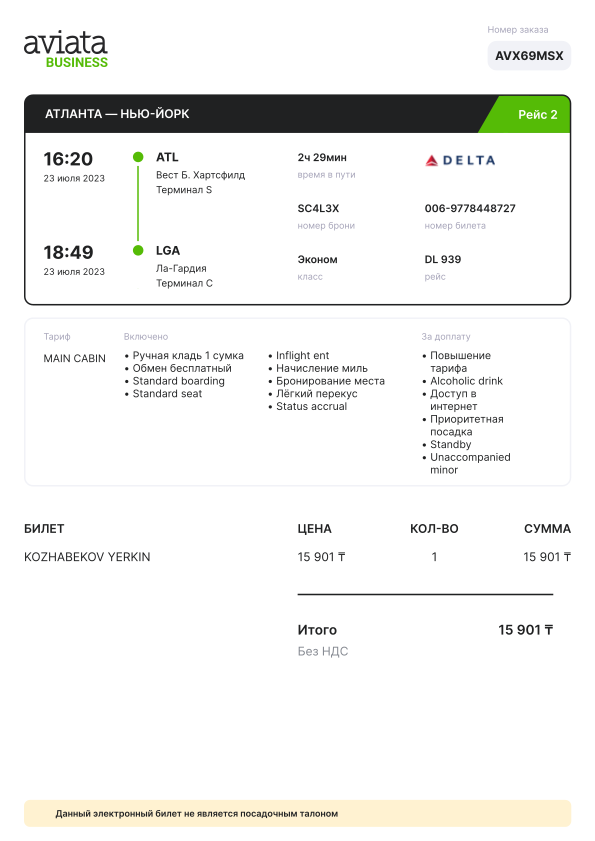 aviata
BUSINESS
Номер заказа
AVX69MSX
АТЛАНТА — НЬЮ-ЙОРК
Рейс 2
16:20
23 июля 2023
ATL
Вест Б. Хартсфилд
Терминал S
2ч 29мин
время в пути
DELTA
SC4L3X
номер брони
006-9778448727
номер билета
18:49
23 июля 2023
LGA
Ла-Гардия
Терминал C
Эконом
класс
DL 939
рейс
Тариф
MAIN CABIN
Включено
• Ручная кладь 1 сумка
• Обмен бесплатный
• Standard boarding
• Standard seat
• Inflight ent
• Начисление миль
• Бронирование места
• Лёгкий перекус
• Status accrual
За доплату
• Повышение
тарифа
• Alcoholic drink
• Доступ в
интернет
• Приоритетная
посадка
• Standby
• Unaccompanied
minor
БИЛЕТ ЦЕНА КОЛ-ВО СУММА
KOZHABEKOV YERKIN 15 901 ₸ 1 15 901 ₸
Итого 15 901 ₸
Без НДС
Данный электронный билет не является посадочным талоном